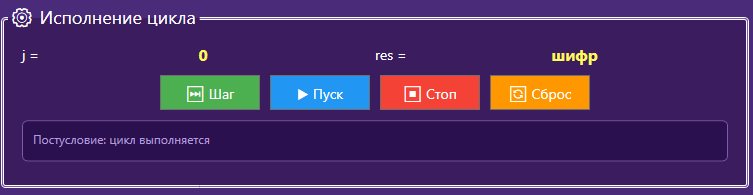 Исполнение цикла
j = 0 res = шифр
Шаг Пуск Стоп Сброс
Постусловие: цикл выполняется